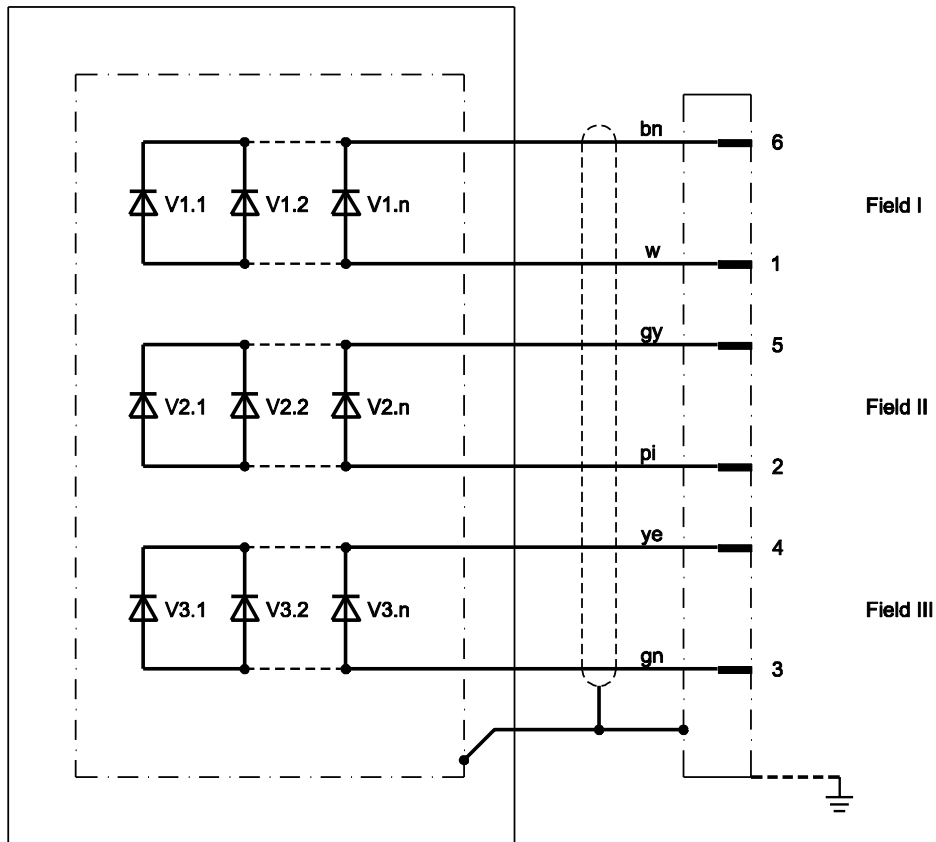 bn 6
V1.1 V1.2 V1.n Field I
w 1
gy 5
V2.1 V2.2 V2.n Field II
pi 2
ye 4
V3.1 V3.2 V3.n Field III
gn 3